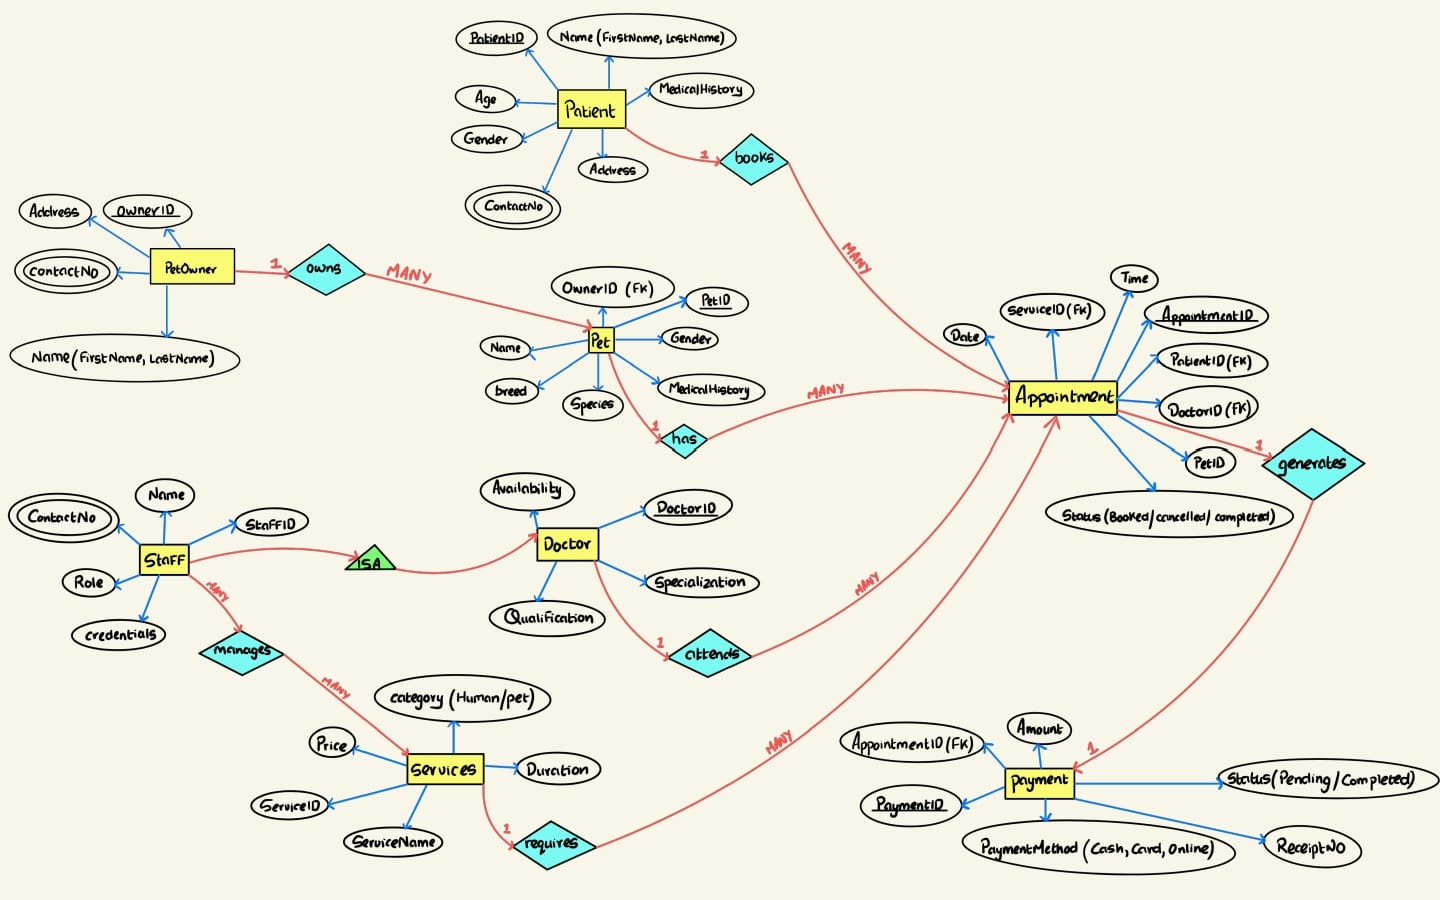 PatientID
Name (FirstName, LastName)
Age
MedicalHistory
Patient
Gender
Address
ContactNo
1
books
MANY
Address
OwnerID
ContactNo
PetOwner
Name (FirstName, LastName)
1
owns
MANY
OwnerID (FK)
PetID
Name
Pet
Gender
breed
Species
MedicalHistory
1
has
MANY
Time
ServiceID (FK)
AppointmentID
Date
PatientID (FK)
Appointment
DoctorID (FK)
PetID
Status (Booked/cancelled/completed)
1
generates
ContactNo
Name
StaffID
Staff
Role
credentials
ISA
MANY
manages
MANY
Availability
DoctorID
Doctor
Specialization
Qualification
1
attends
MANY
category (Human/pet)
Price
Services
Duration
ServiceID
ServiceName
1
requires
MANY
1
AppointmentID (FK)
Amount
payment
Status (Pending/Completed)
PaymentID
PaymentMethod (Cash, Card, Online)
ReceiptNO